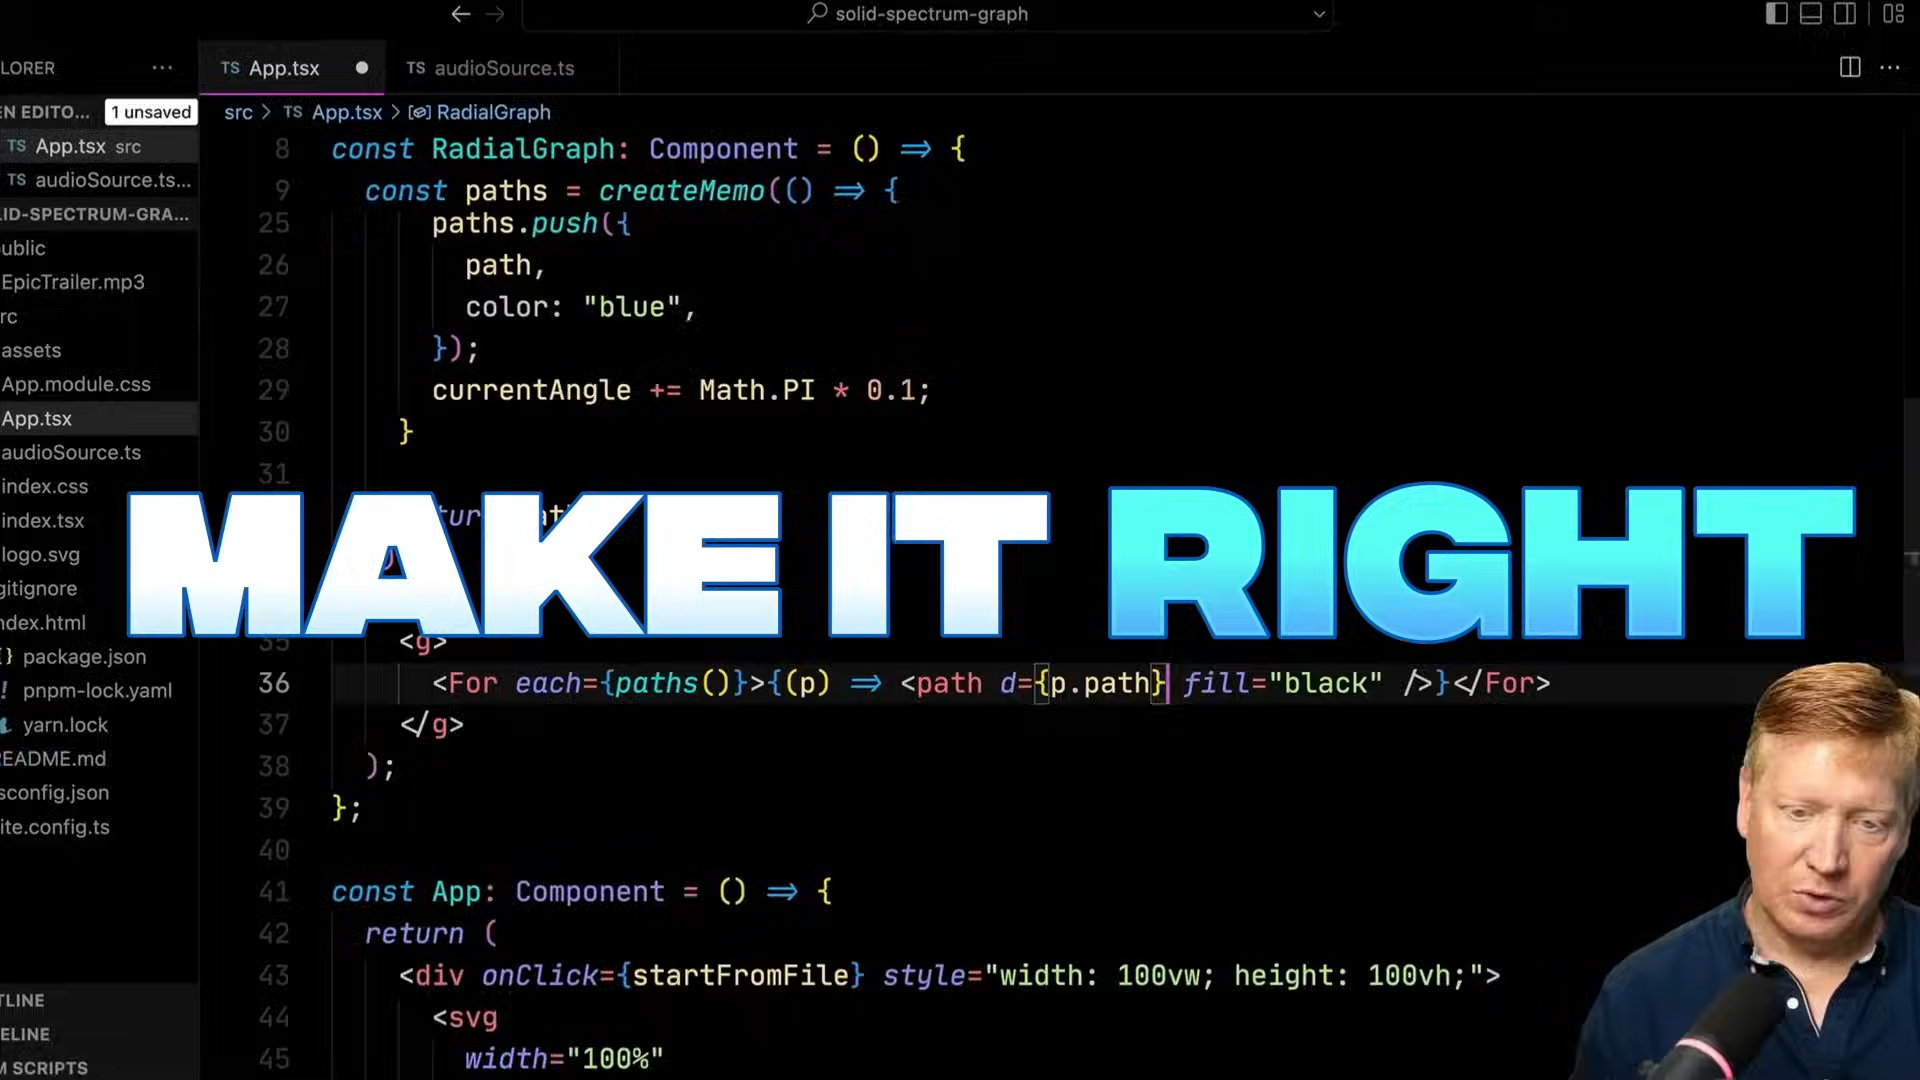 solid-spectrum-graph
LORER
TS App.tsx
TS audioSource.ts
EN EDITO... 1 unsaved
TS App.tsx src
TS audioSource.ts...
LID-SPECTRUM-GRA...
ublic
EpicTrailer.mp3
rc
assets
App.module.css
App.tsx
audioSource.ts
index.css
index.tsx
logo.svg
gitignore
ndex.html
package.json
pnpm-lock.yaml
yarn.lock
EADME.md
sconfig.json
ite.config.ts
TLINE
ELINE
M SCRIPTS
src > TS App.tsx > RadialGraph
8 const RadialGraph: Component = () => {
9 const paths = createMemo(() => {
25 paths.push({
26 path,
27 color: "blue",
28 });
29 currentAngle += Math.PI * 0.1;
30 }
31
MAKE IT RIGHT
35 <g>
36 <For each={paths()}>{(p) => <path d={p.path} fill="black" />}</For>
37 </g>
38 );
39 };
40
41 const App: Component = () => {
42 return (
43 <div onClick={startFromFile} style="width: 100vw; height: 100vh;">
44 <svg
45 width="100%"